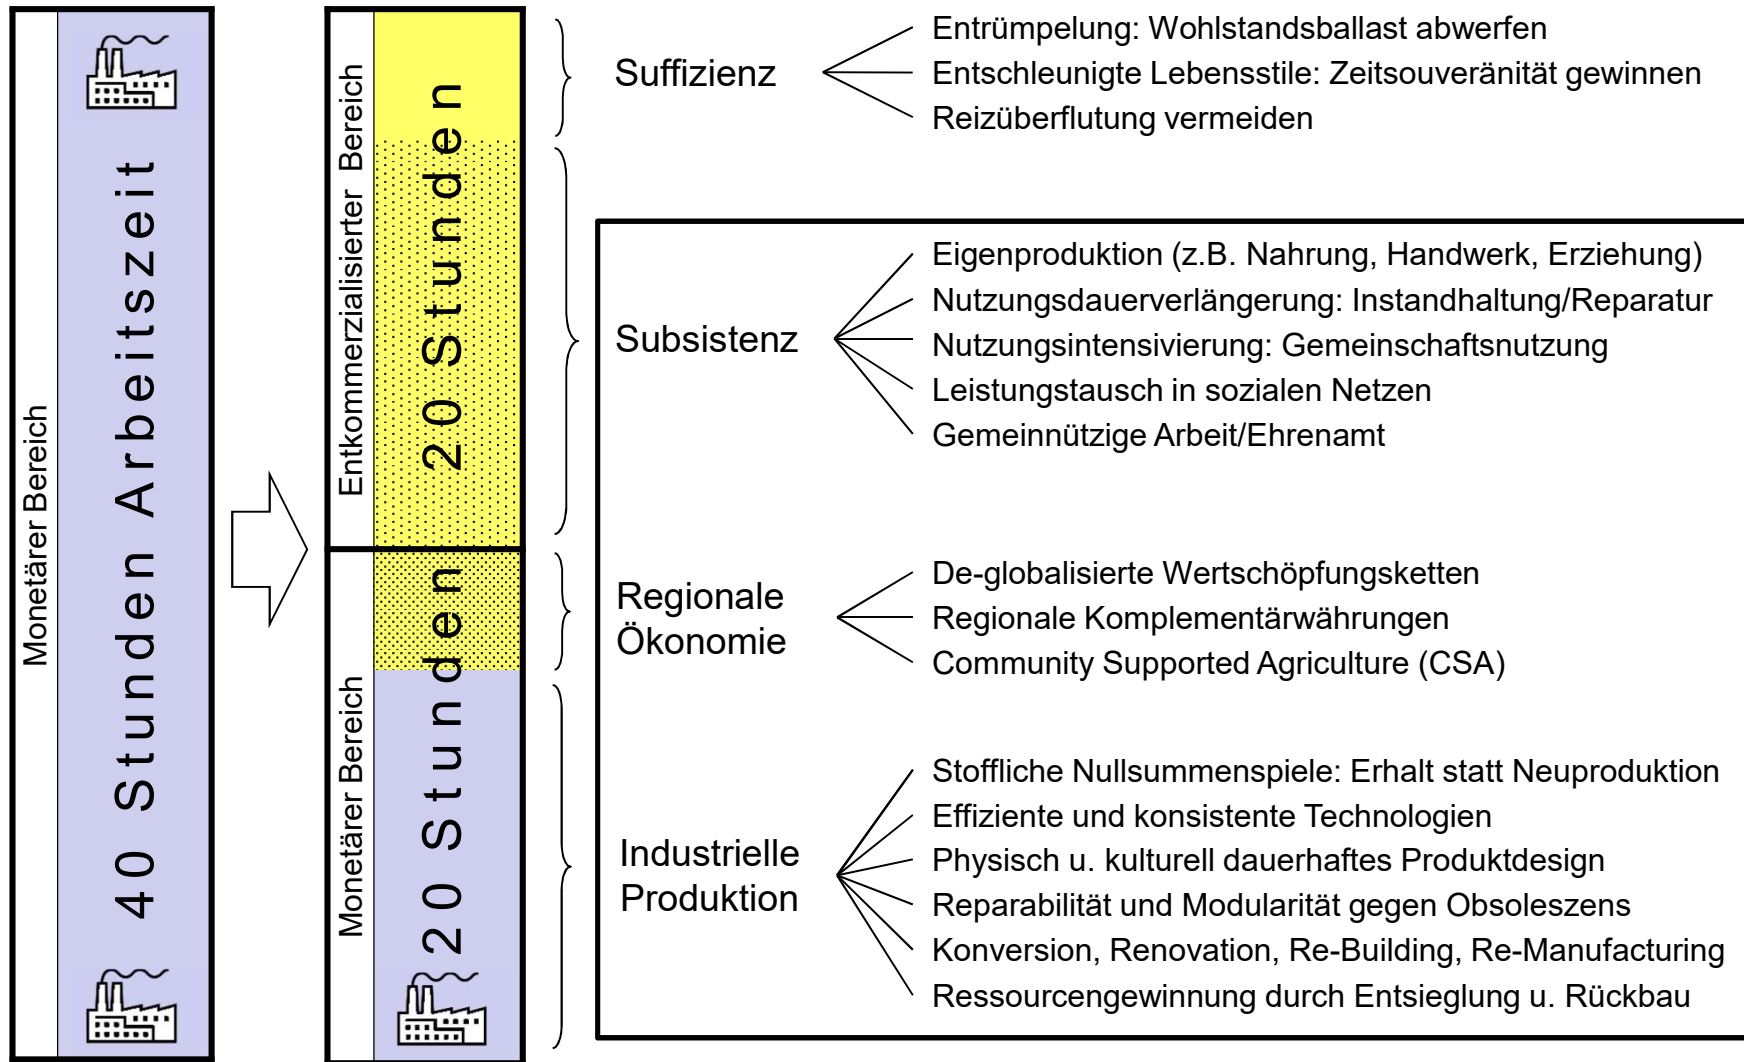 Monetärer Bereich
40 Stunden Arbeitszeit
Entkommerzialisierter Bereich
20 Stunden
Monetärer Bereich
20 Stunden
Suffizienz
Entrümpelung: Wohlstandsballast abwerfen
Entschleunigte Lebensstile: Zeitsouveränität gewinnen
Reizüberflutung vermeiden
Subsistenz
Eigenproduktion (z.B. Nahrung, Handwerk, Erziehung)
Nutzungsdauerverlängerung: Instandhaltung/Reparatur
Nutzungsintensivierung: Gemeinschaftsnutzung
Leistungstausch in sozialen Netzen
Gemeinnützige Arbeit/Ehrenamt
Regionale
Ökonomie
De-globalisierte Wertschöpfungsketten
Regionale Komplementärwährungen
Community Supported Agriculture (CSA)
Industrielle
Produktion
Stoffliche Nullsummenspiele: Erhalt statt Neuproduktion
Effiziente und konsistente Technologien
Physisch u. kulturell dauerhaftes Produktdesign
Reparabilität und Modularität gegen Obsoleszens
Konversion, Renovation, Re-Building, Re-Manufacturing
Ressourcengewinnung durch Entsieglung u. Rückbau